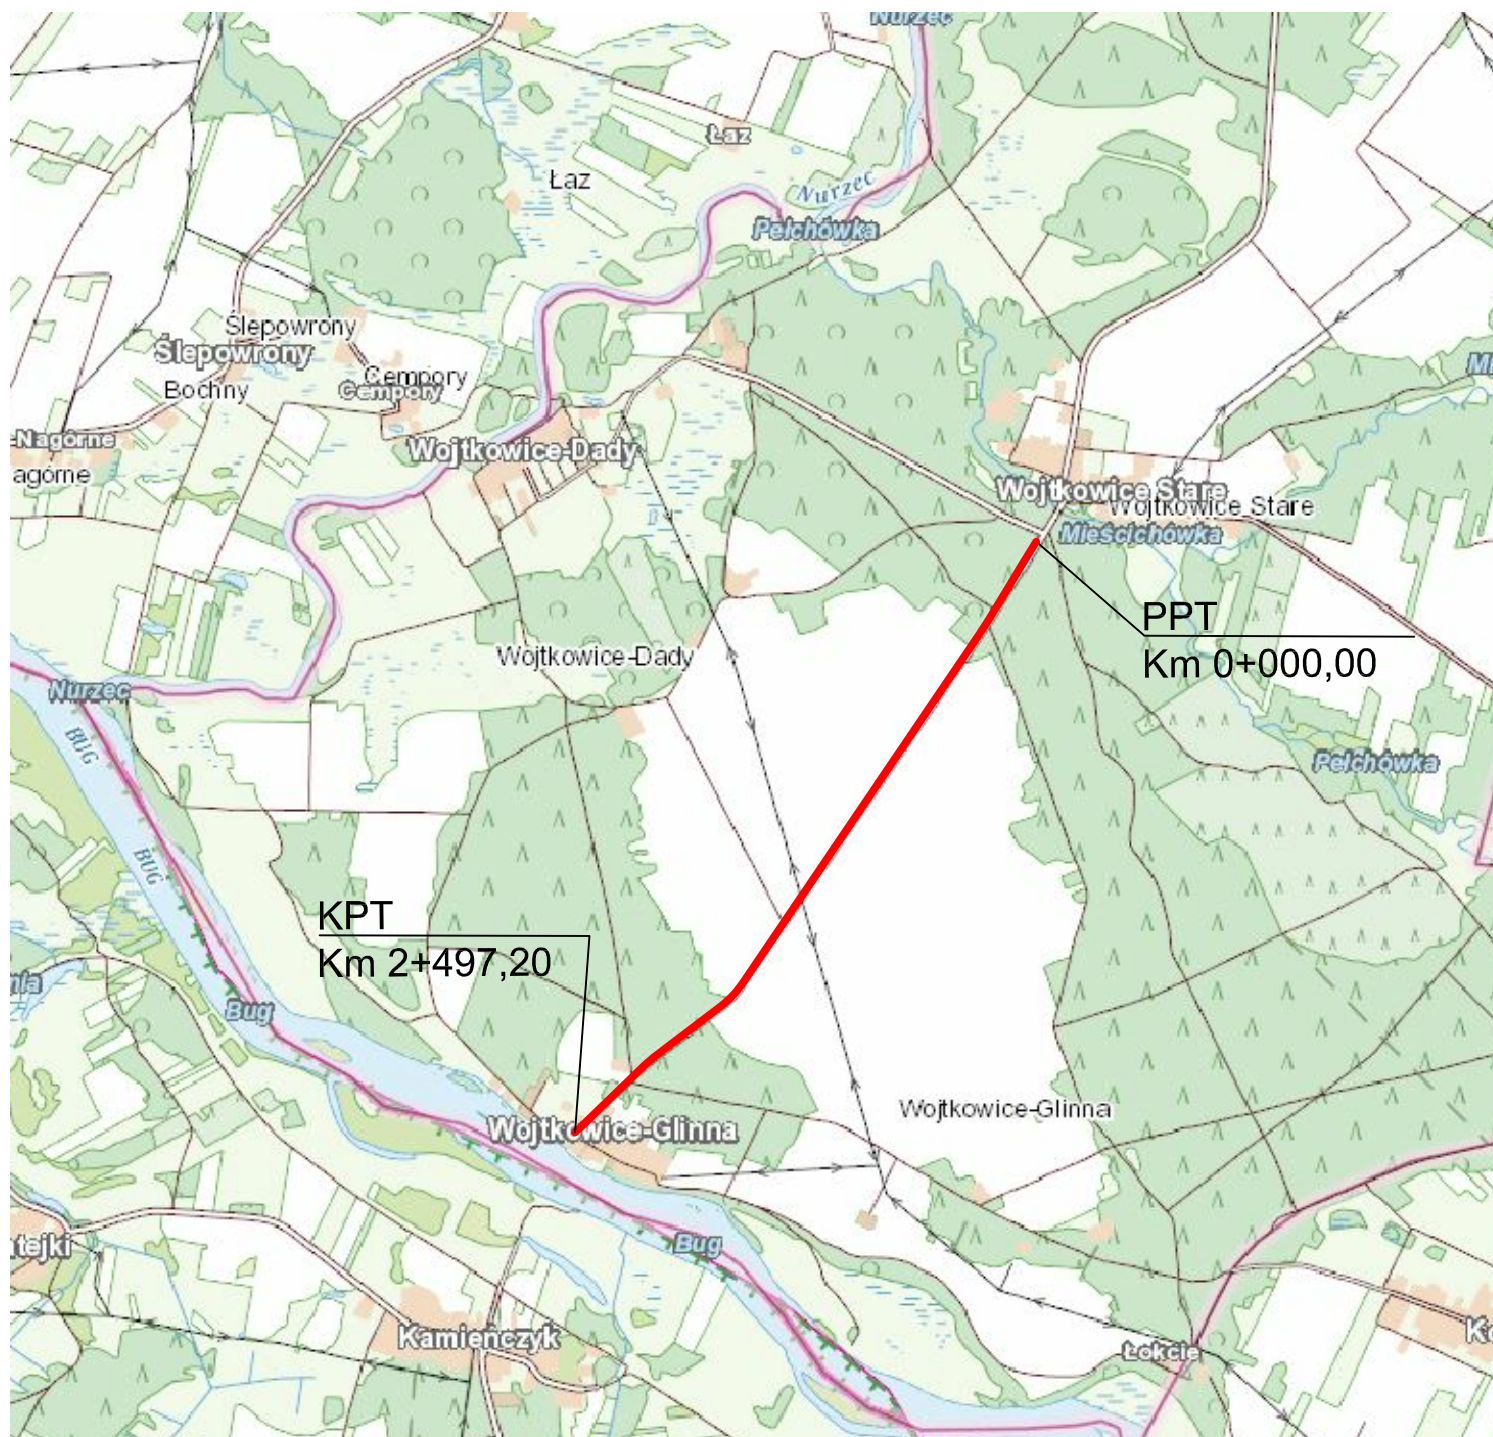 Nurzec
Łaz
Łaz
Nurzec
Pełchówka
Ślepowrony
Ślepowrony
Bochny
Cempory
Cempory
-Nagórne
agórne
Wojtkowice-Dady
Wojtkowice Stare
Wojtkowice Stare
Mieścichówka
PPT
Km 0+000,00
Wojtkowice-Dady
Nurzec
BUG
Pełchówka
BUG
KPT
Km 2+497,20
nia
Bug
Wojtkowice-Glinna
Wojtkowice-Glinna
Bug
tejki
Kamieńczyk
Łokcie